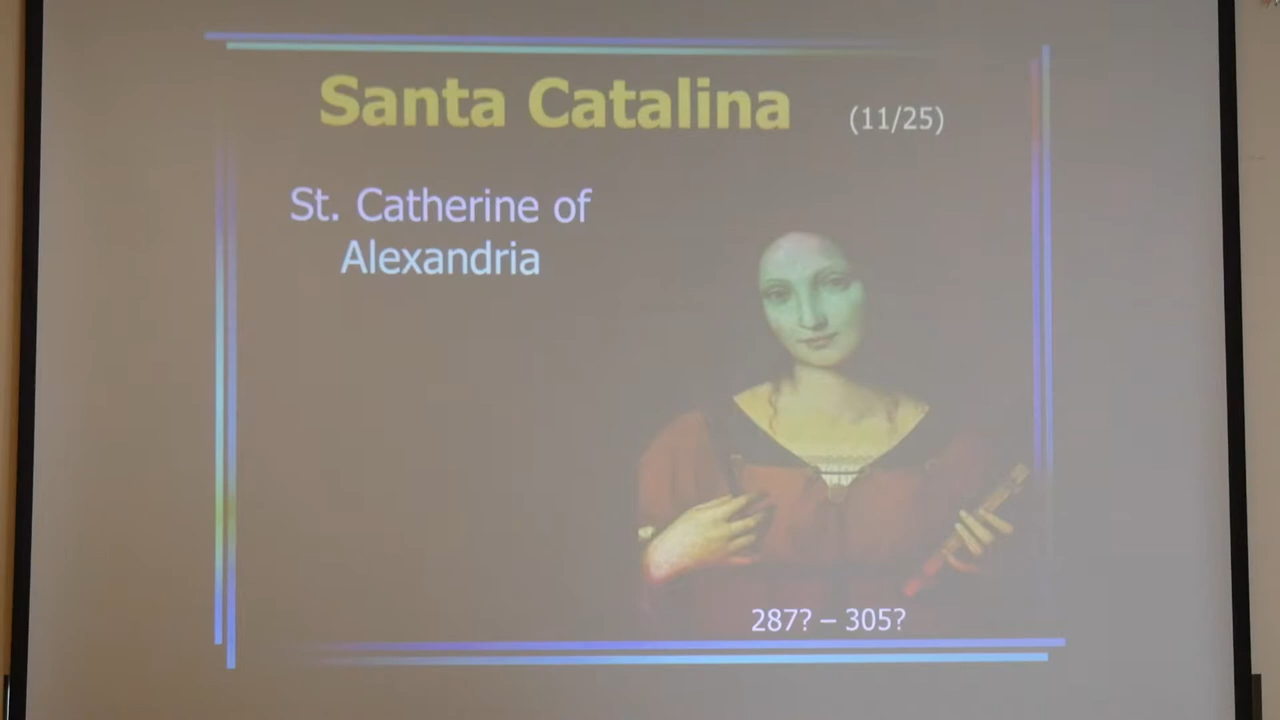 Santa Catalina (11/25)
St. Catherine of
Alexandria
287? – 305?